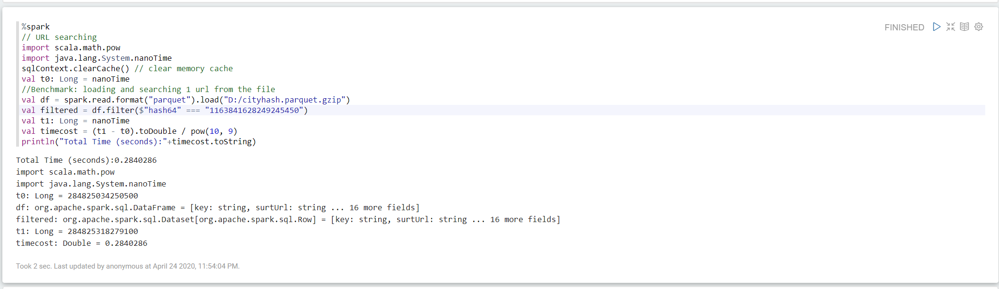 %spark
// URL searching
import scala.math.pow
import java.lang.System.nanoTime
sqlContext.clearCache() // clear memory cache
val t0: Long = nanoTime
//Benchmark: loading and searching 1 url from the file
val df = spark.read.format("parquet").load("D:/cityhash.parquet.gzip")
val filtered = df.filter($"hash64" === "1163841628249245450")
val t1: Long = nanoTime
val timecost = (t1 - t0).toDouble / pow(10, 9)
println("Total Time (seconds):"+timecost.toString)
FINISHED
Total Time (seconds):0.2840286
import scala.math.pow
import java.lang.System.nanoTime
t0: Long = 284825034250500
df: org.apache.spark.sql.DataFrame = [key: string, surtUrl: string ... 16 more fields]
filtered: org.apache.spark.sql.Dataset[org.apache.spark.sql.Row] = [key: string, surtUrl: string ... 16 more fields]
t1: Long = 284825318279100
timecost: Double = 0.2840286
Took 2 sec. Last updated by anonymous at April 24 2020, 11:54:04 PM.